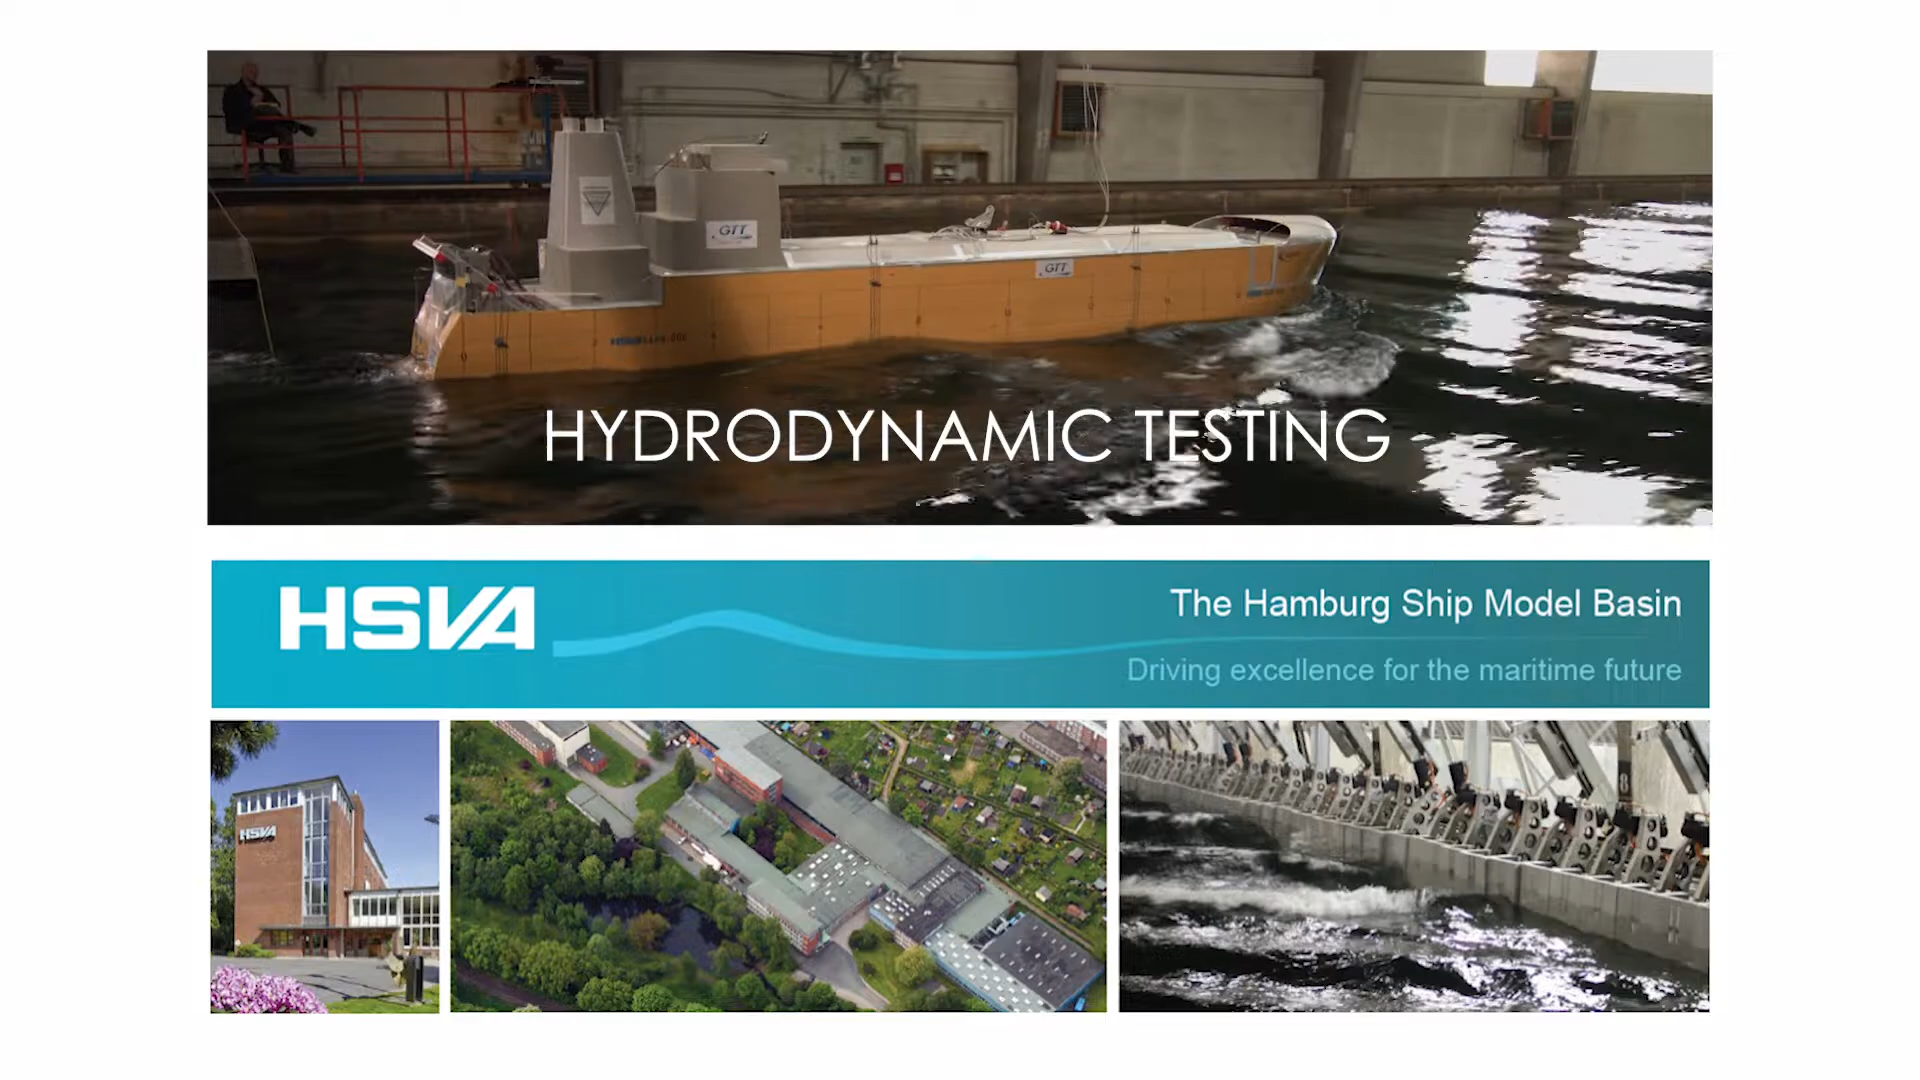 GTT
GTT
HYDRODYNAMIC TESTING
HSVA
The Hamburg Ship Model Basin
Driving excellence for the maritime future
HSVA